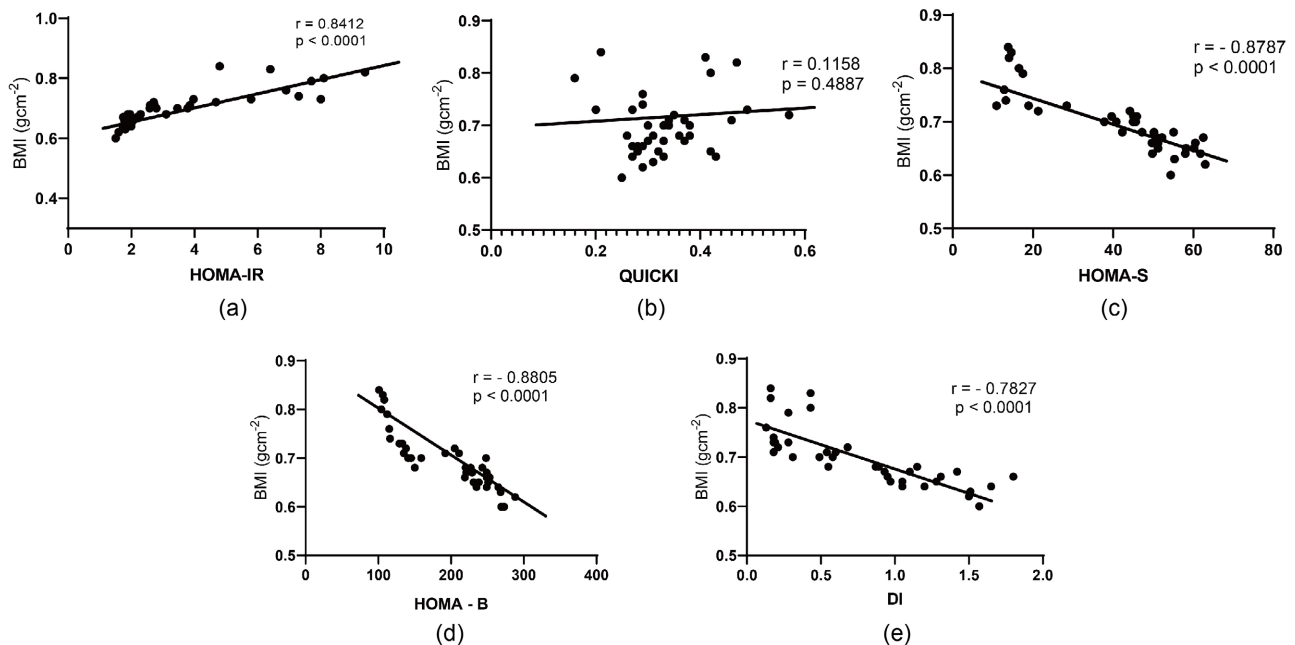 r = 0.8412
p < 0.0001
1.0
0.8
0.6
0.4
BMI (gcm-2)
0 2 4 6 8 10
HOMA-IR
(a)
r = 0.1158
p = 0.4887
0.9
0.8
0.7
0.6
0.5
BMI (gcm-2)
0.0 0.2 0.4 0.6
QUICKI
(b)
r = - 0.8787
p < 0.0001
0.9
0.8
0.7
0.6
0.5
BMI (gcm-2)
0 20 40 60 80
HOMA-S
(c)
r = - 0.8805
p < 0.0001
0.9
0.8
0.7
0.6
0.5
BMI (gcm-2)
0 100 200 300 400
HOMA - B
(d)
r = - 0.7827
p < 0.0001
0.9
0.8
0.7
0.6
0.5
BMI (gcm-2)
0.0 0.5 1.0 1.5 2.0
DI
(e)